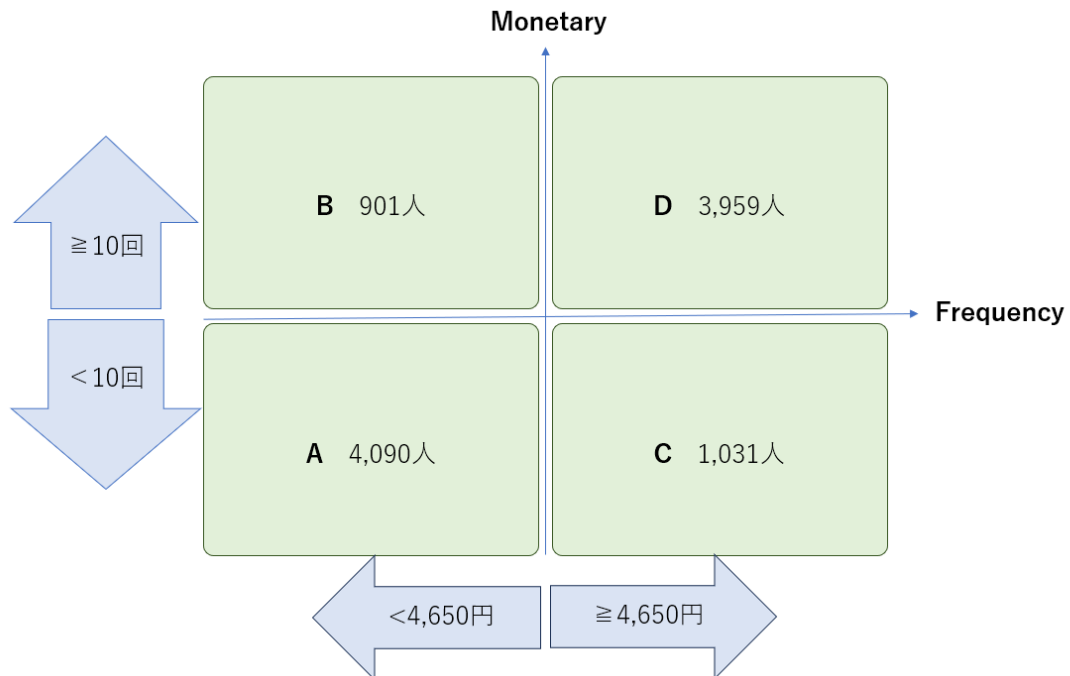 Monetary
B 901人
D 3,959人
≧10回
Frequency
<10回
A 4,090人
C 1,031人
<4,650円
≧4,650円